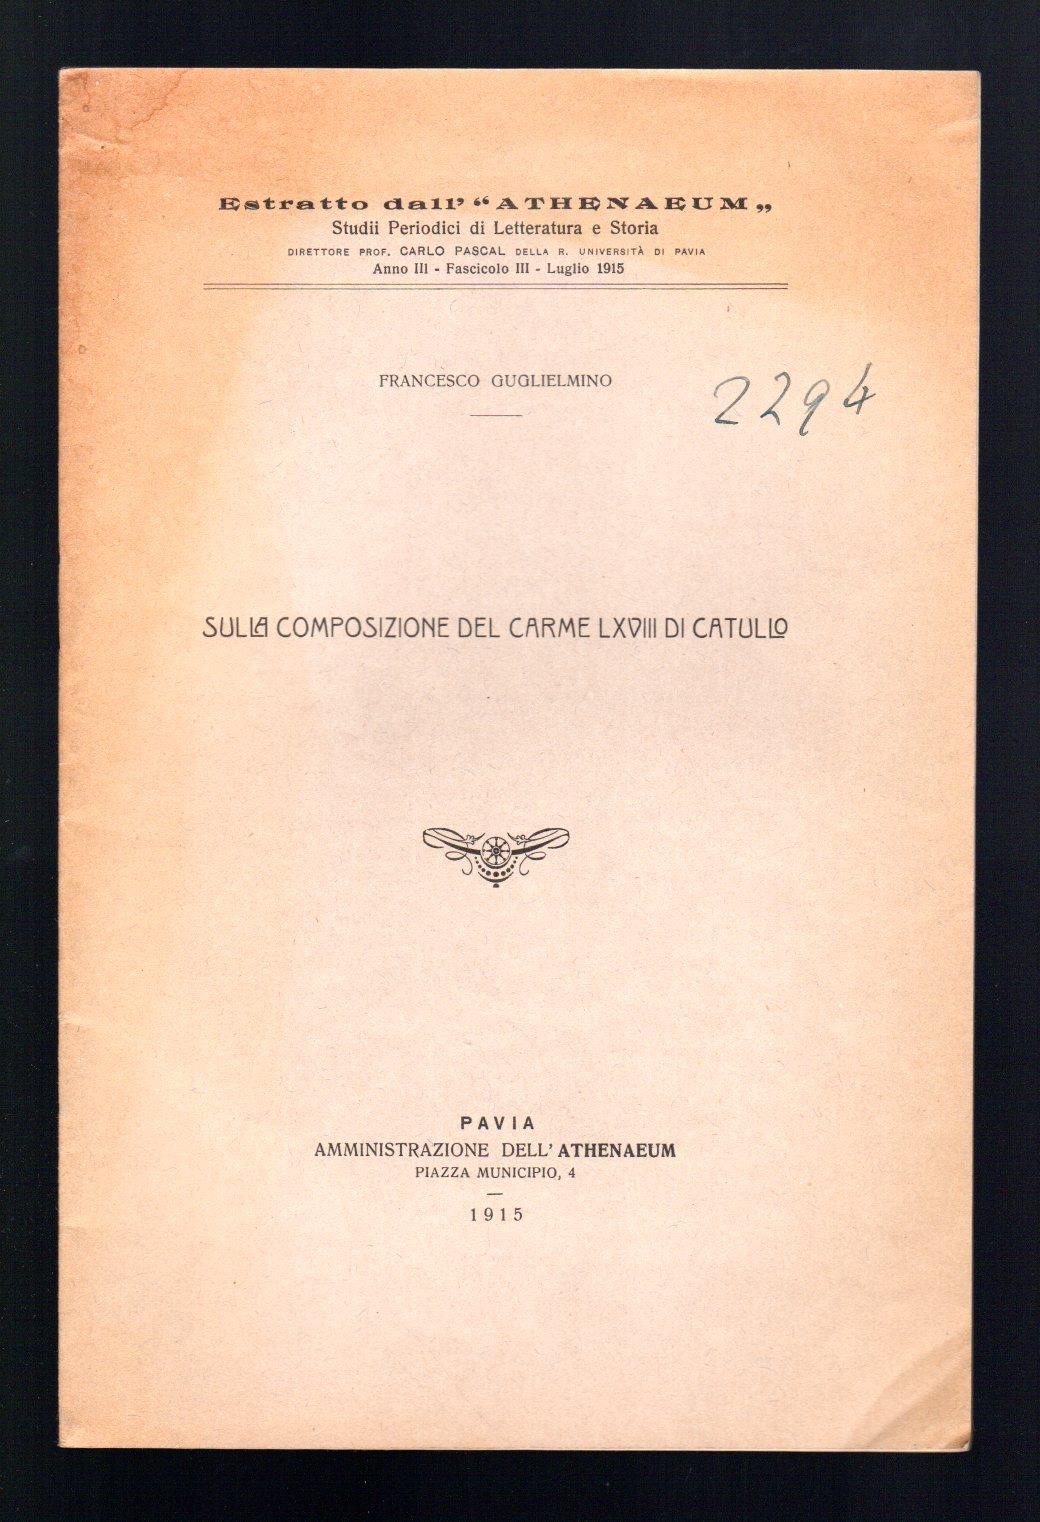 Estratto dall' “ATHENAEUM„
Studii Periodici di Letteratura e Storia
DIRETTORE PROF. CARLO PASCAL DELLA R. UNIVERSITÀ DI PAVIA
Anno III - Fascicolo III - Luglio 1915
FRANCESCO GUGLIELMINO
2294
SULLA COMPOSIZIONE DEL CARME LXVIII DI CATULLO
PAVIA
AMMINISTRAZIONE DELL'ATHENAEUM
PIAZZA MUNICIPIO, 4
1915